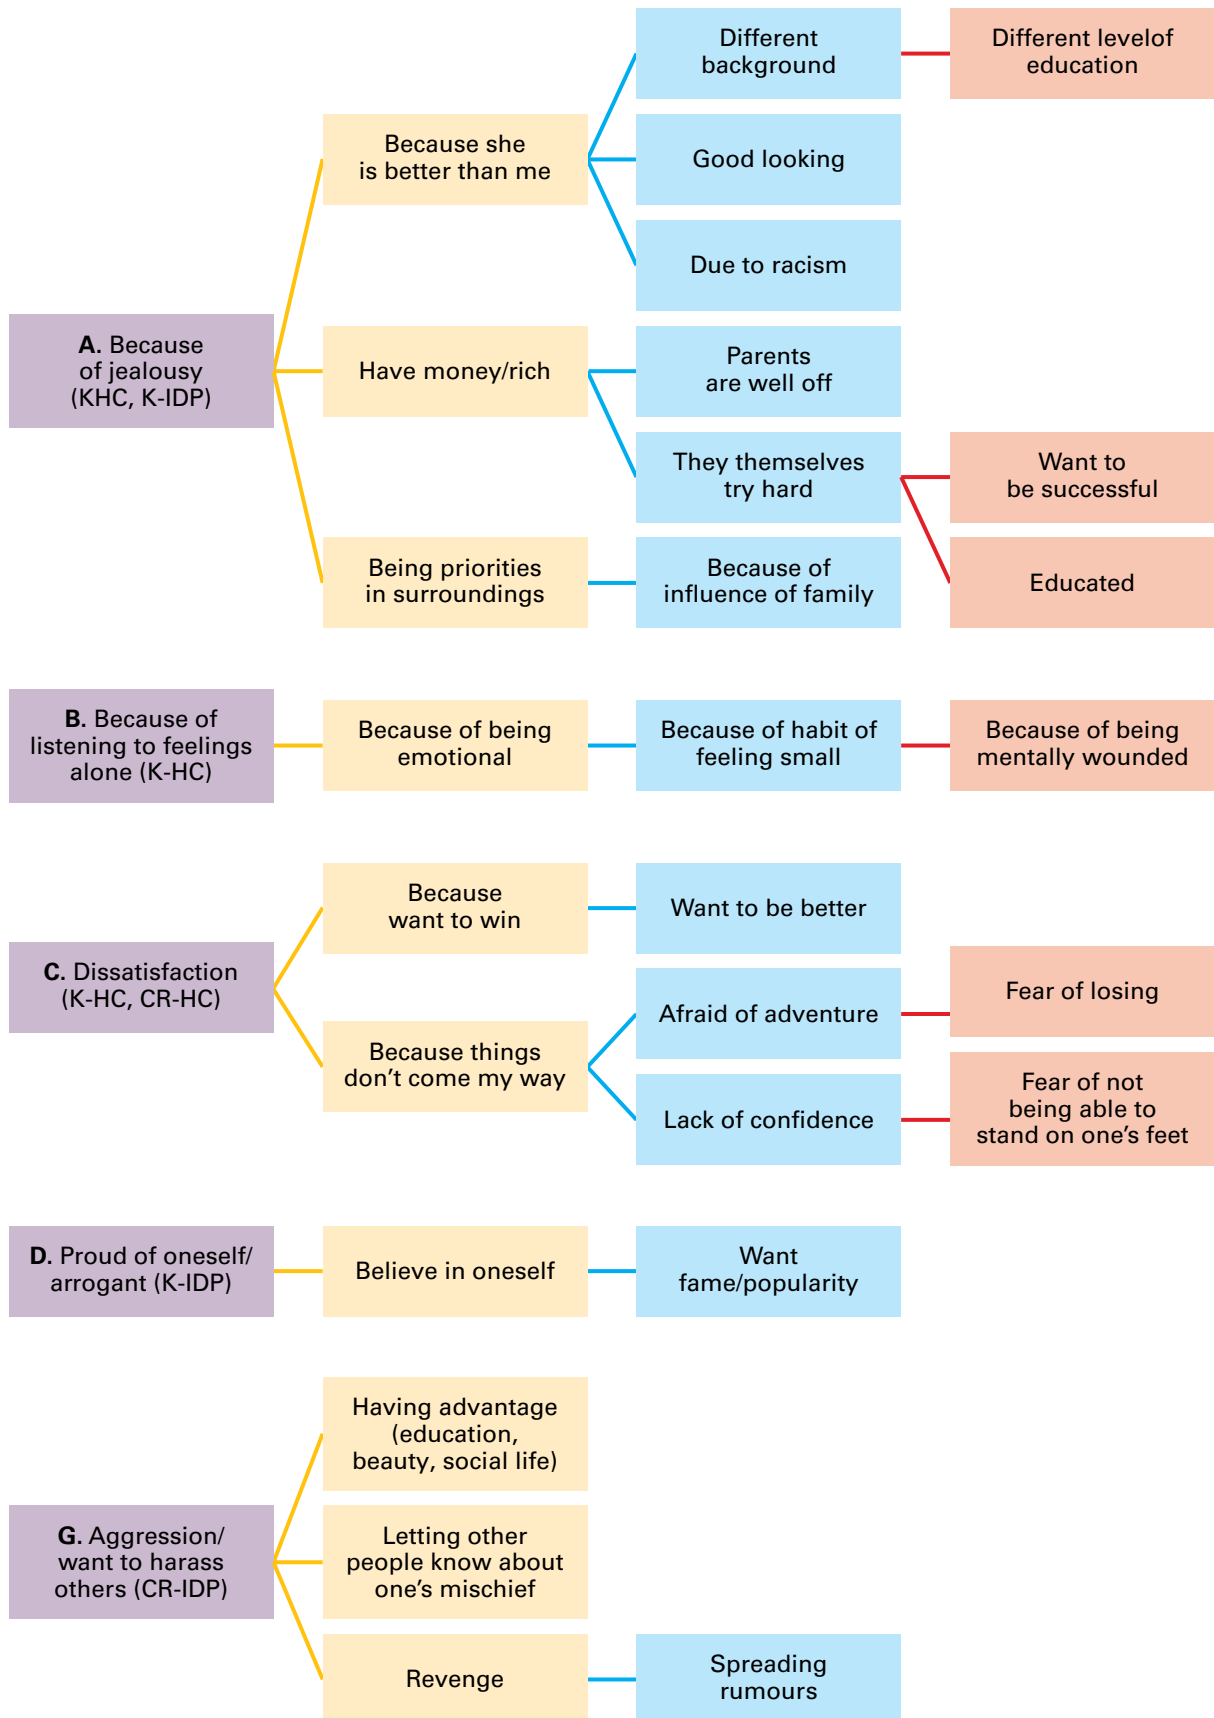 Different
background
Different levelof
education
Because she
is better than me
Good looking
Due to racism
A. Because
of jealousy
(KHC, K-IDP)
Have money/rich
Parents
are well off
They themselves
try hard
Want to
be successful
Being priorities
in surroundings
Because of
influence of family
Educated
B. Because of
listening to feelings
alone (K-HC)
Because of being
emotional
Because of habit of
feeling small
Because of being
mentally wounded
C. Dissatisfaction
(K-HC, CR-HC)
Because
want to win
Want to be better
Because things
don't come my way
Afraid of adventure
Fear of losing
Lack of confidence
Fear of not
being able to
stand on one's feet
D. Proud of oneself/
arrogant (K-IDP)
Believe in oneself
Want
fame/popularity
G. Aggression/
want to harass
others (CR-IDP)
Having advantage
(education,
beauty, social life)
Letting other
people know about
one's mischief
Revenge
Spreading
rumours